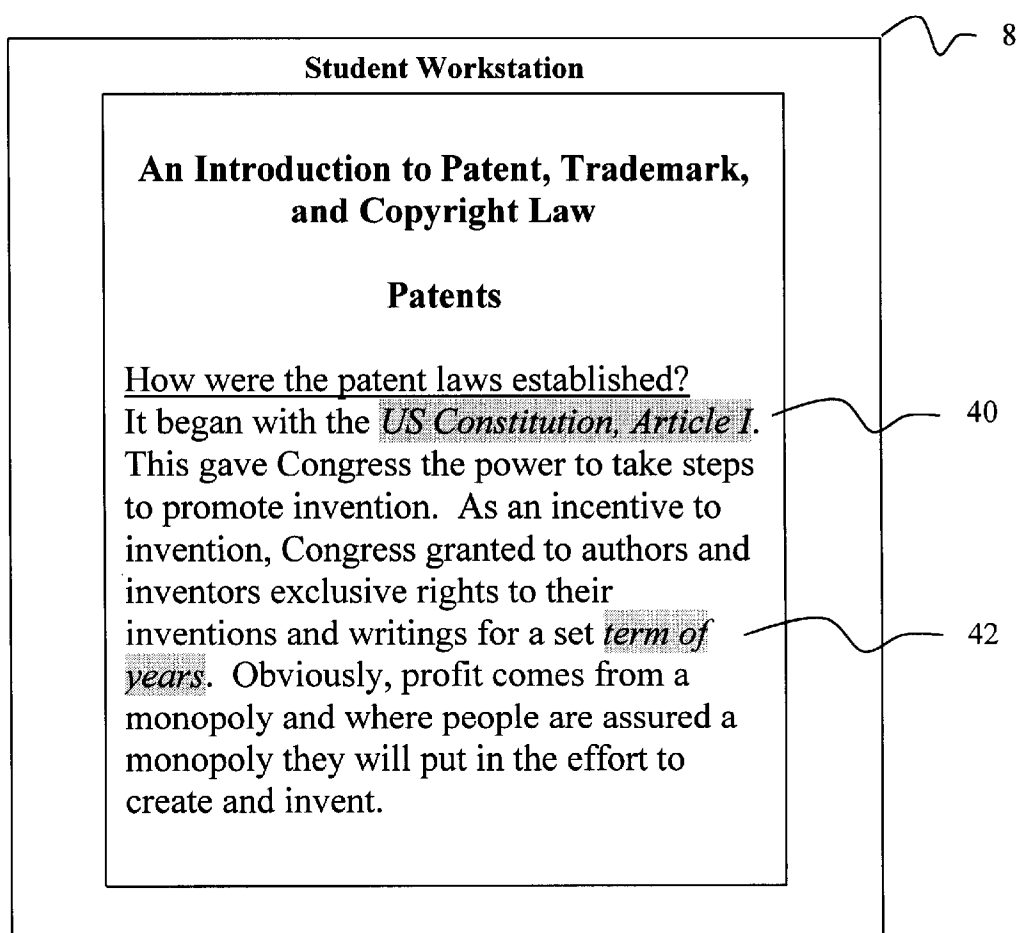 8
Student Workstation
An Introduction to Patent, Trademark,
and Copyright Law
Patents
How were the patent laws established?
It began with the US Constitution, Article I.
40
This gave Congress the power to take steps
to promote invention.  As an incentive to
invention, Congress granted to authors and
inventors exclusive rights to their
inventions and writings for a set term of
42
years.  Obviously, profit comes from a
monopoly and where people are assured a
monopoly they will put in the effort to
create and invent.